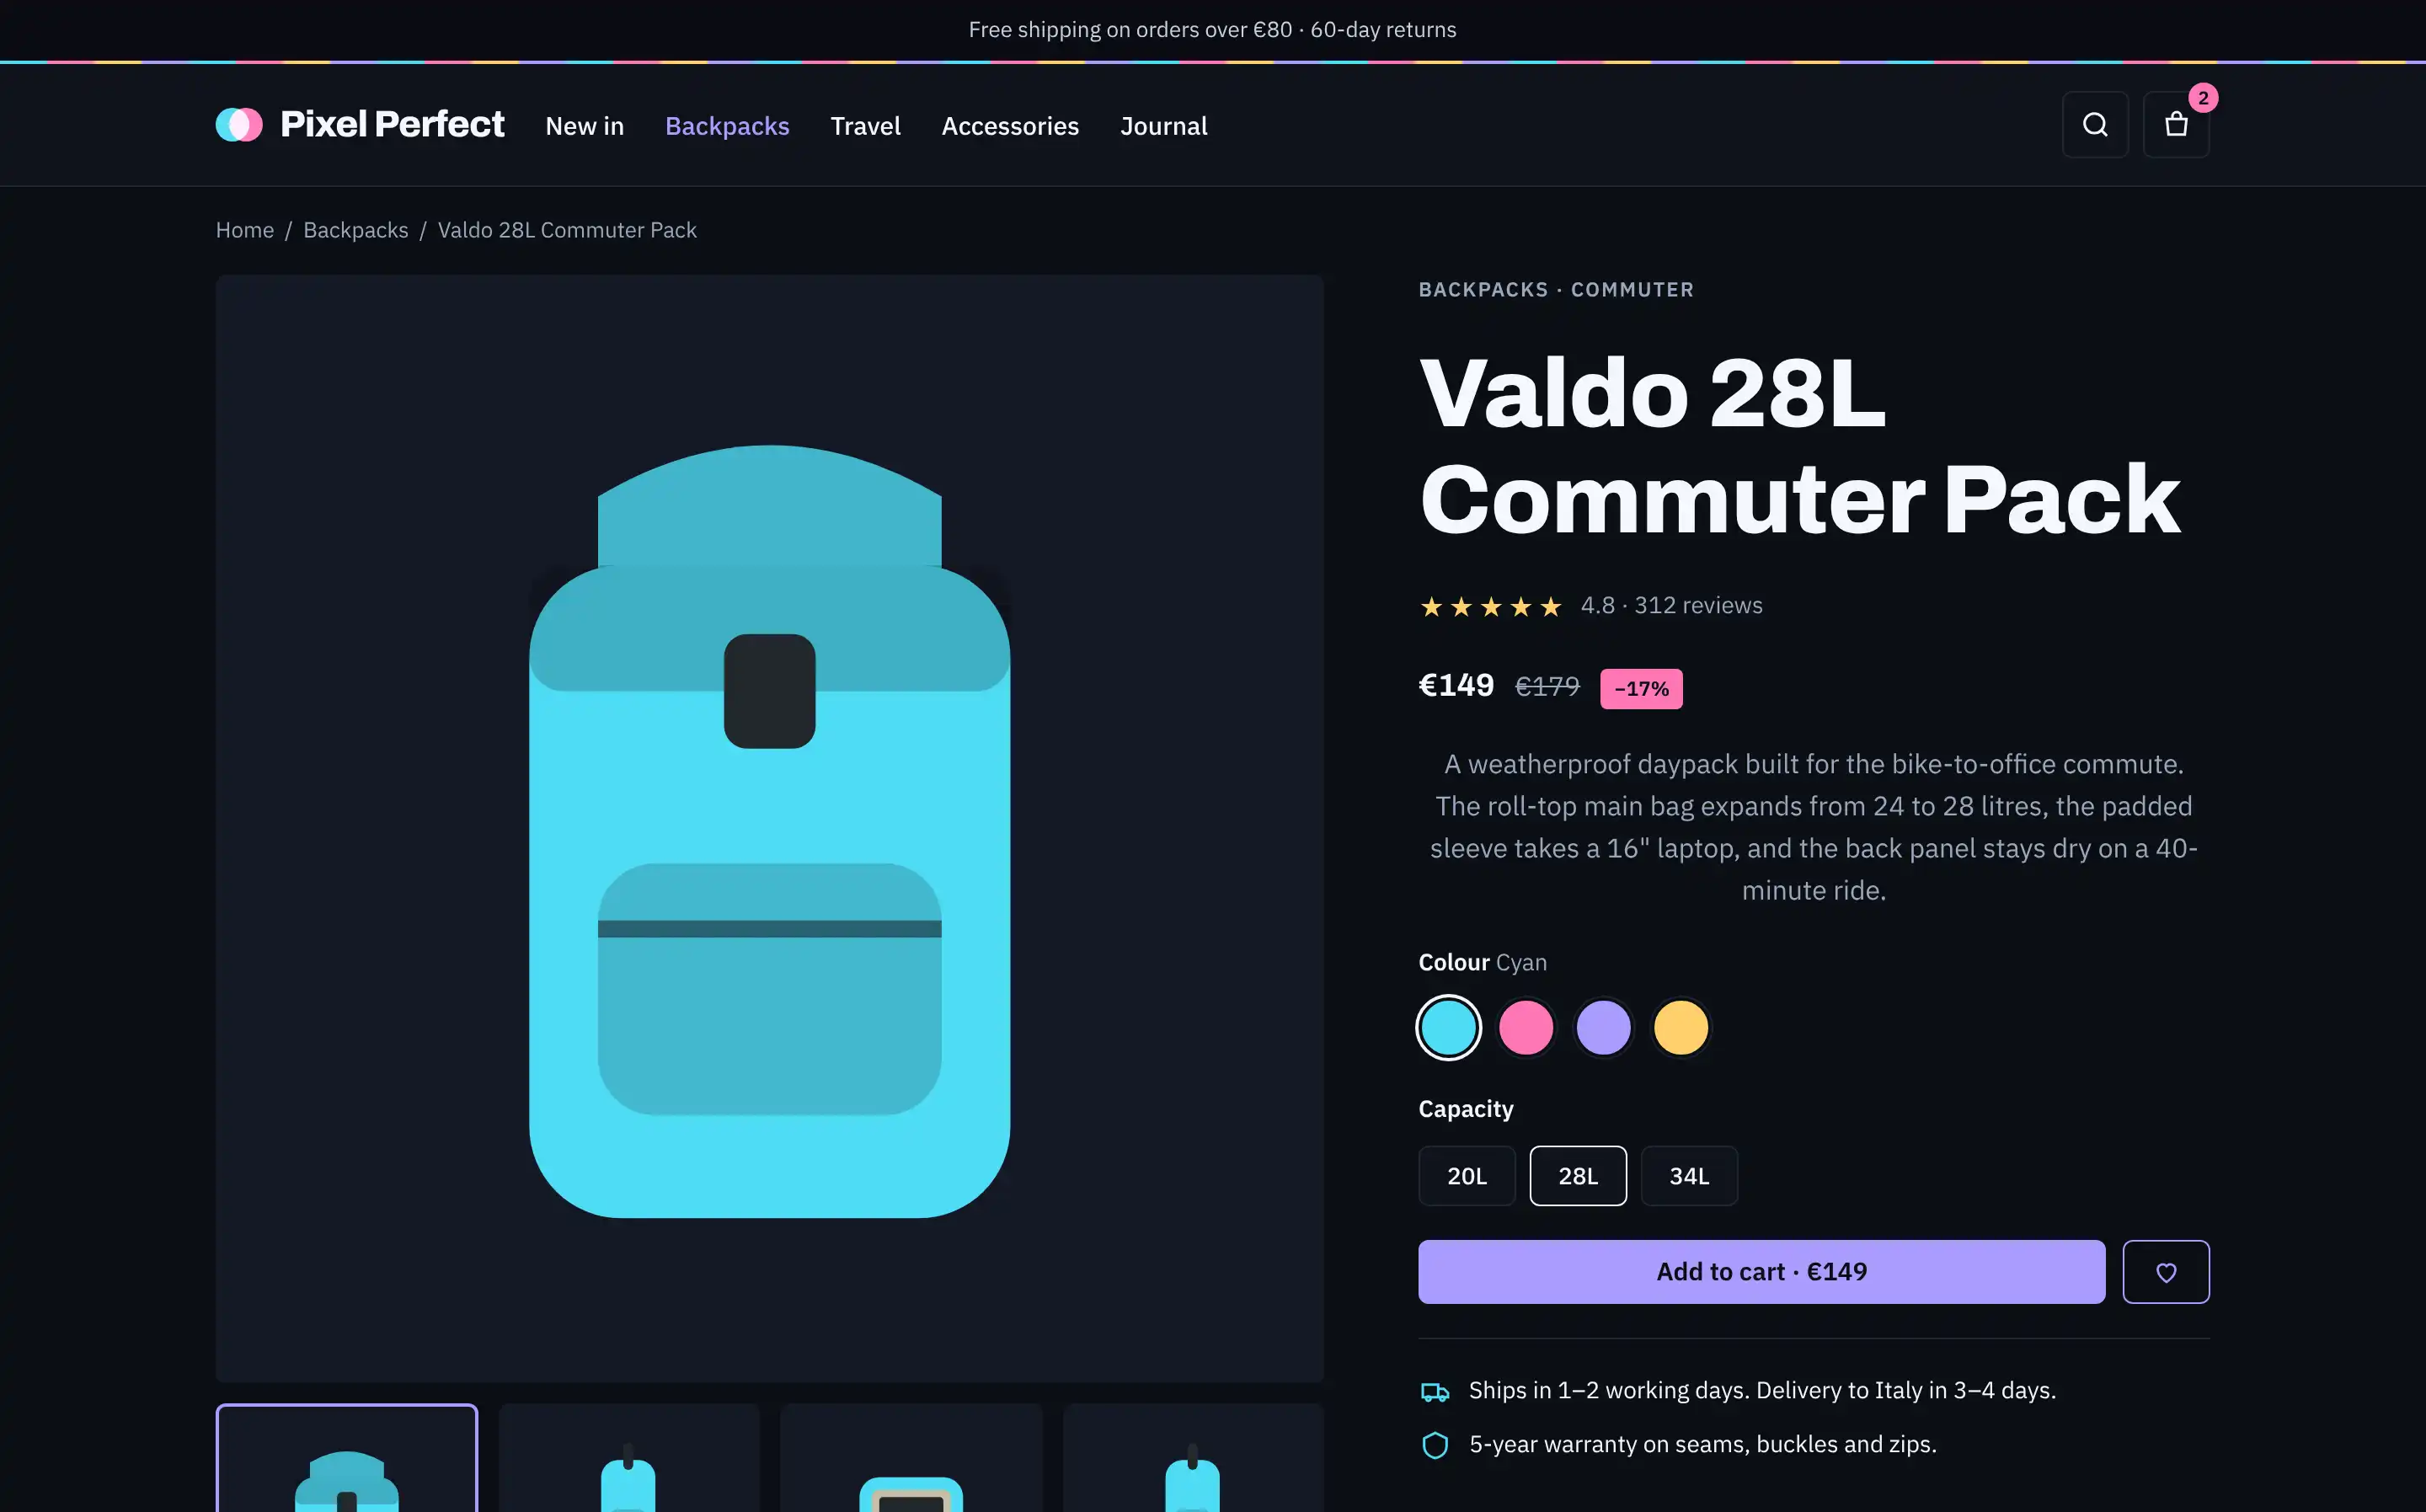 Free shipping on orders over €80 · 60-day returns
Pixel Perfect
New in
Backpacks
Travel
Accessories
Journal
2
Home / Backpacks / Valdo 28L Commuter Pack
BACKPACKS · COMMUTER
Valdo 28L
Commuter Pack
★★★★★ 4.8 · 312 reviews
€149 €179 −17%
A weatherproof daypack built for the bike-to-office commute.
The roll-top main bag expands from 24 to 28 litres, the padded
sleeve takes a 16" laptop, and the back panel stays dry on a 40-
minute ride.
Colour Cyan
Capacity
20L
28L
34L
Add to cart · €149
Ships in 1–2 working days. Delivery to Italy in 3–4 days.
5-year warranty on seams, buckles and zips.